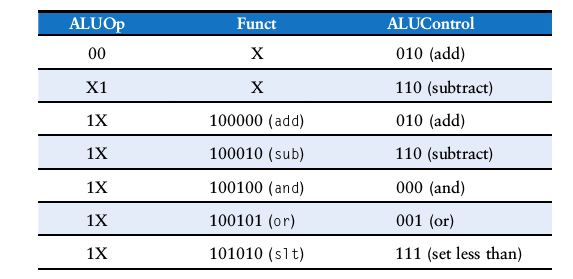 ALUOp Funct ALUControl
00 X 010 (add)
X1 X 110 (subtract)
1X 100000 (add) 010 (add)
1X 100010 (sub) 110 (subtract)
1X 100100 (and) 000 (and)
1X 100101 (or) 001 (or)
1X 101010 (slt) 111 (set less than)